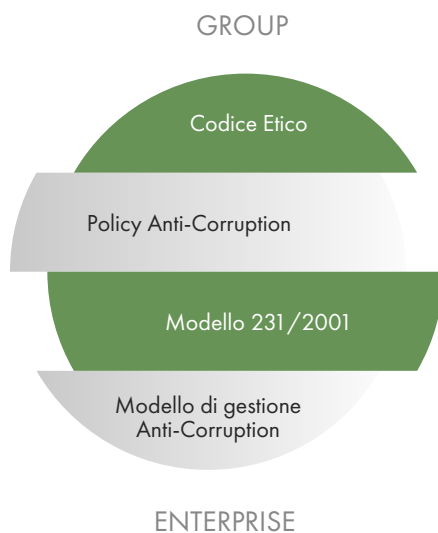 GROUP
Codice Etico
Policy Anti-Corruption
Modello 231/2001
Modello di gestione
Anti-Corruption
ENTERPRISE